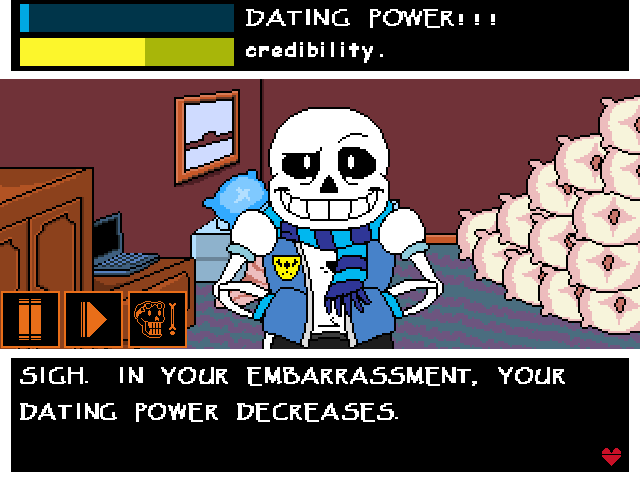 DATING POWER!!!
credibility.
SIGH. IN YOUR EMBARRASSMENT, YOUR
DATING POWER DECREASES.